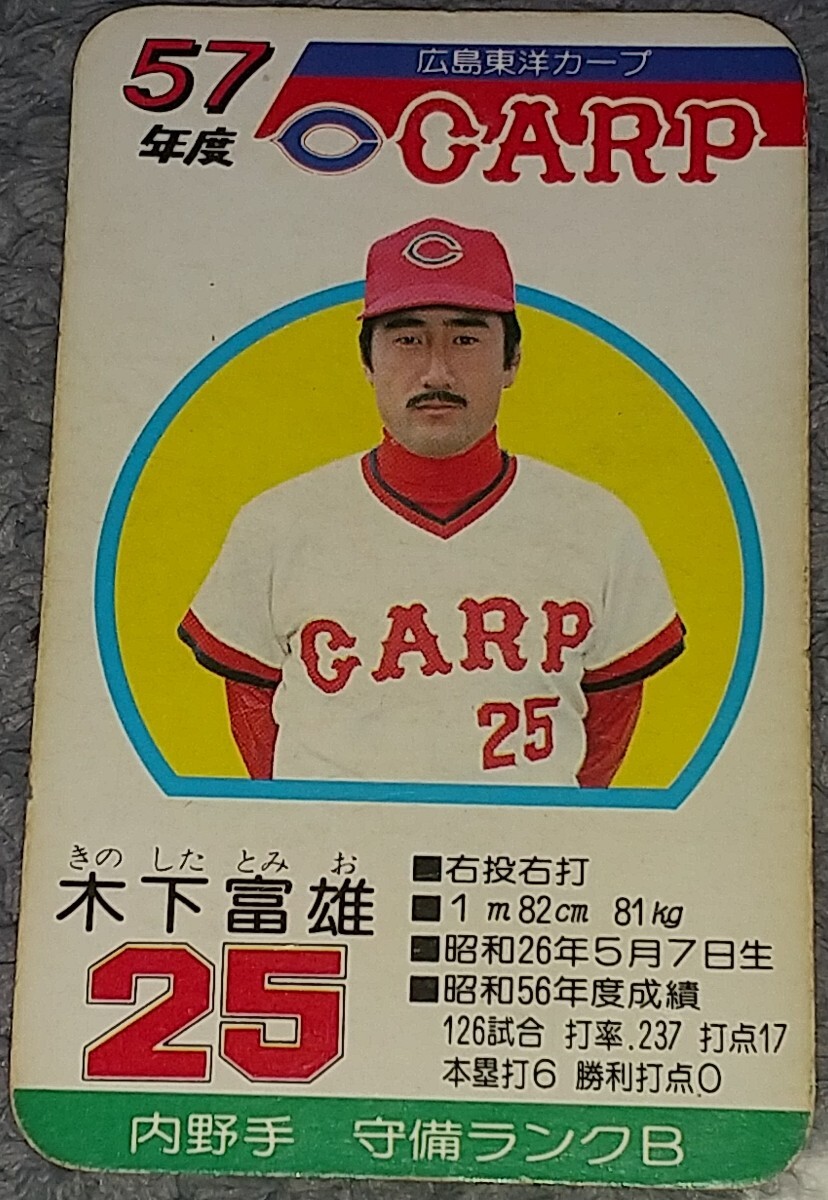 57
年度
広島東洋カープ
C CARP
C
CARP
25
きの した とみ お
木下富雄
25
■右投右打
■1m82cm 81kg
■昭和26年5月7日生
■昭和56年度成績
126試合 打率.237 打点17
本塁打6 勝利打点0
内野手 守備ランクB